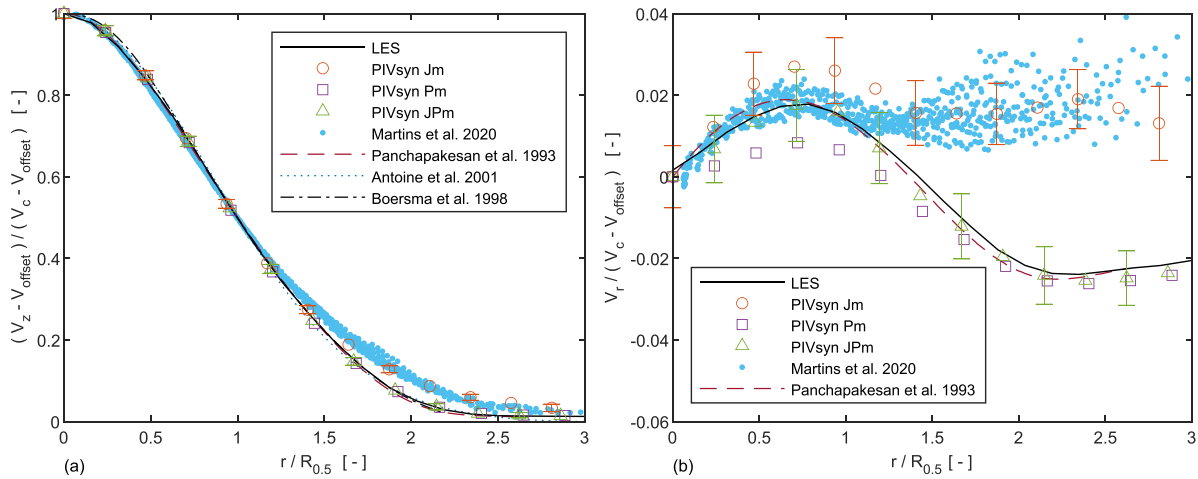 1
0.8
0.6
0.4
0.2
0
( V_z - V_offset ) / ( V_c - V_offset ) [ - ]
LES
PIVsyn Jm
PIVsyn Pm
PIVsyn JPm
Martins et al. 2020
Panchapakesan et al. 1993
Antoine et al. 2001
Boersma et al. 1998
0 0.5 1 1.5 2 2.5 3
r / R_0.5 [ - ]
(a)
0.04
0.02
0.00
-0.02
-0.04
-0.06
V_r / ( V_c - V_offset ) [ - ]
LES
PIVsyn Jm
PIVsyn Pm
PIVsyn JPm
Martins et al. 2020
Panchapakesan et al. 1993
0 0.5 1 1.5 2 2.5 3
r / R_0.5 [ - ]
(b)